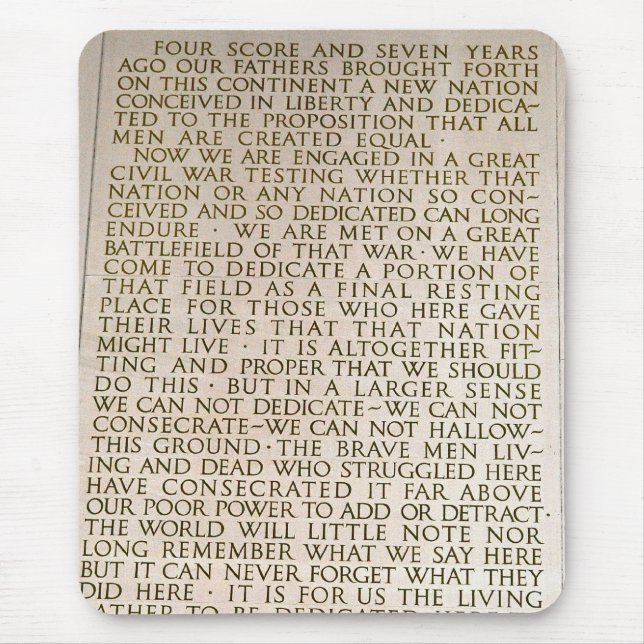 FOUR SCORE AND SEVEN YEARS
AGO OUR FATHERS BROUGHT FORTH
ON THIS CONTINENT A NEW NATION
CONCEIVED IN LIBERTY AND DEDICA~
TED TO THE PROPOSITION THAT ALL
MEN ARE CREATED EQUAL ·
NOW WE ARE ENGAGED IN A GREAT
CIVIL WAR TESTING WHETHER THAT
NATION OR ANY NATION SO CON~
CEIVED AND SO DEDICATED CAN LONG
ENDURE · WE ARE MET ON A GREAT
BATTLEFIELD OF THAT WAR · WE HAVE
COME TO DEDICATE A PORTION OF
THAT FIELD AS A FINAL RESTING
PLACE FOR THOSE WHO HERE GAVE
THEIR LIVES THAT THAT NATION
MIGHT LIVE · IT IS ALTOGETHER FIT~
TING AND PROPER THAT WE SHOULD
DO THIS · BUT IN A LARGER SENSE
WE CAN NOT DEDICATE~WE CAN NOT
CONSECRATE~WE CAN NOT HALLOW~
THIS GROUND · THE BRAVE MEN LIV~
ING AND DEAD WHO STRUGGLED HERE
HAVE CONSECRATED IT FAR ABOVE
OUR POOR POWER TO ADD OR DETRACT ·
THE WORLD WILL LITTLE NOTE NOR
LONG REMEMBER WHAT WE SAY HERE
BUT IT CAN NEVER FORGET WHAT THEY
DID HERE · IT IS FOR US THE LIVING
RATHER TO BE DEDICATED